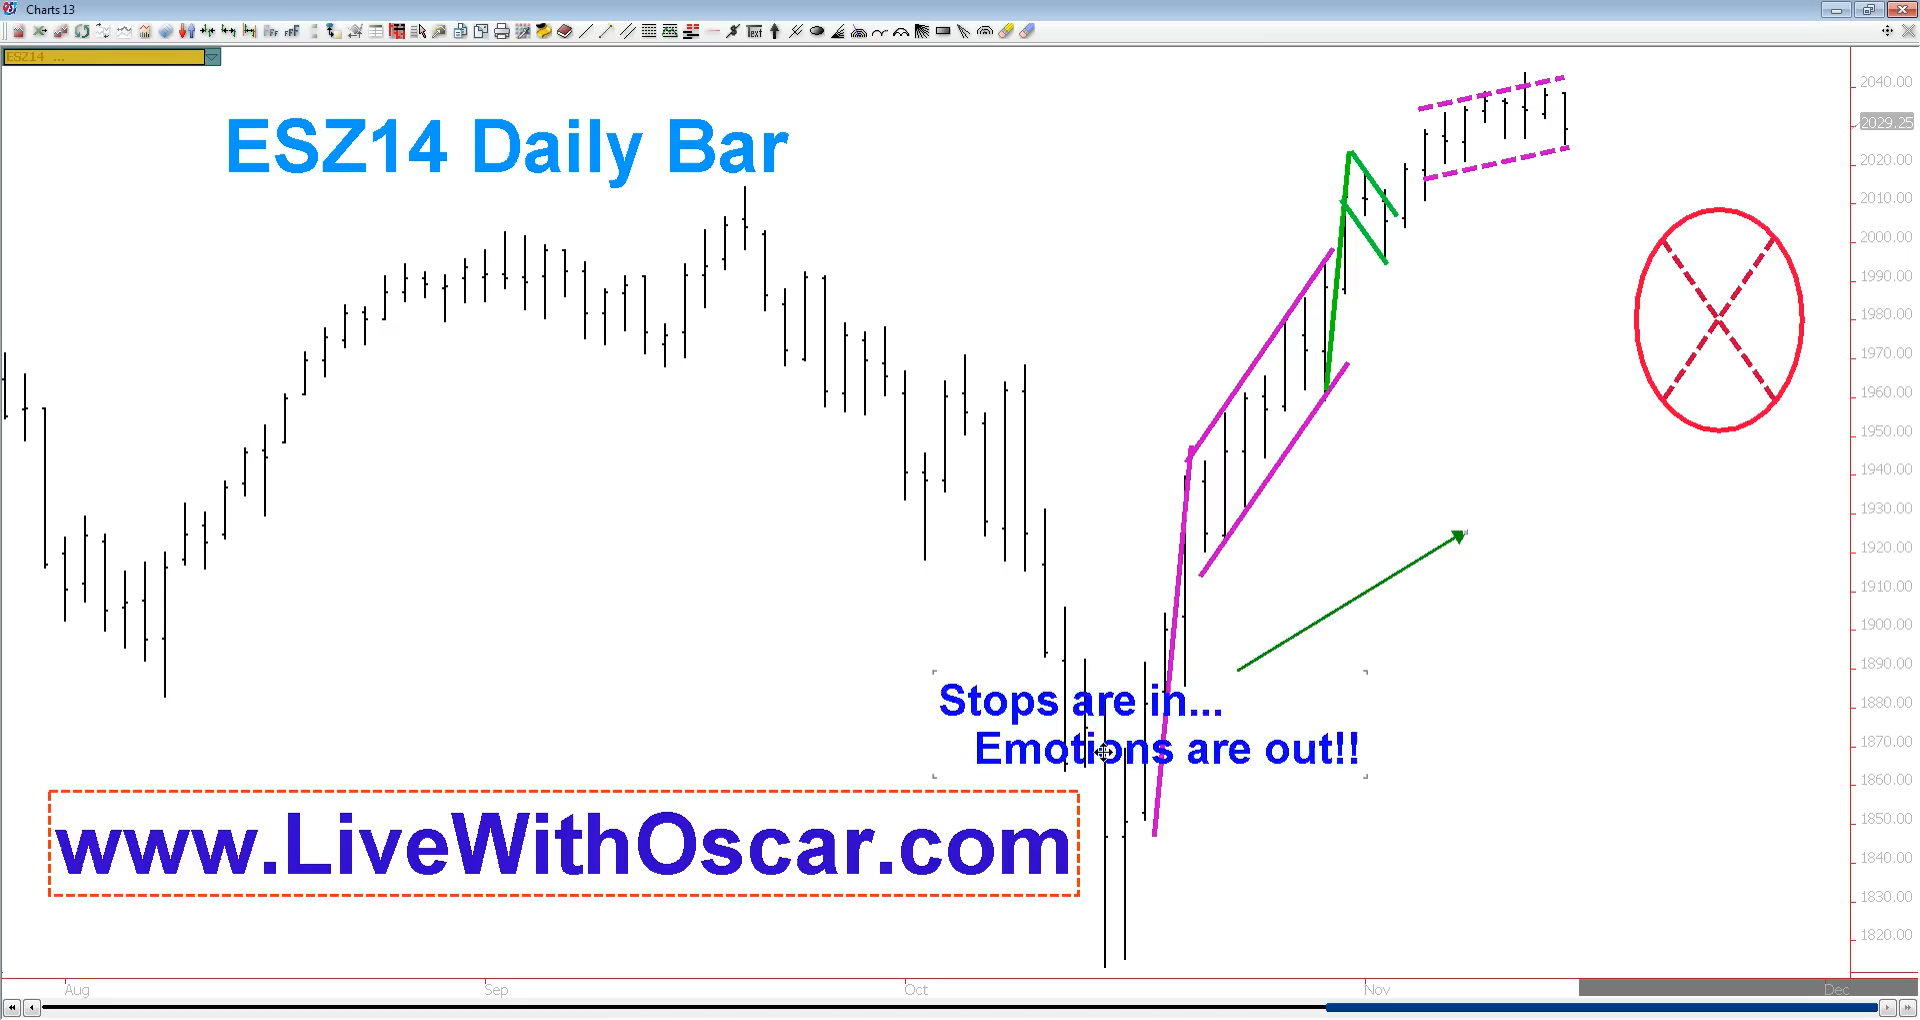 Charts 13
Text
ESZ14 ...
ESZ14 Daily Bar
2040.00
2029.25
2020.00
2010.00
2000.00
1990.00
1980.00
1970.00
1960.00
1950.00
1940.00
1930.00
1920.00
1910.00
1900.00
1890.00
1880.00
1870.00
1860.00
1850.00
1840.00
1830.00
1820.00
Stops are in...
Emotions are out!!
www.LiveWithOscar.com
Aug Sep Oct Nov Dec